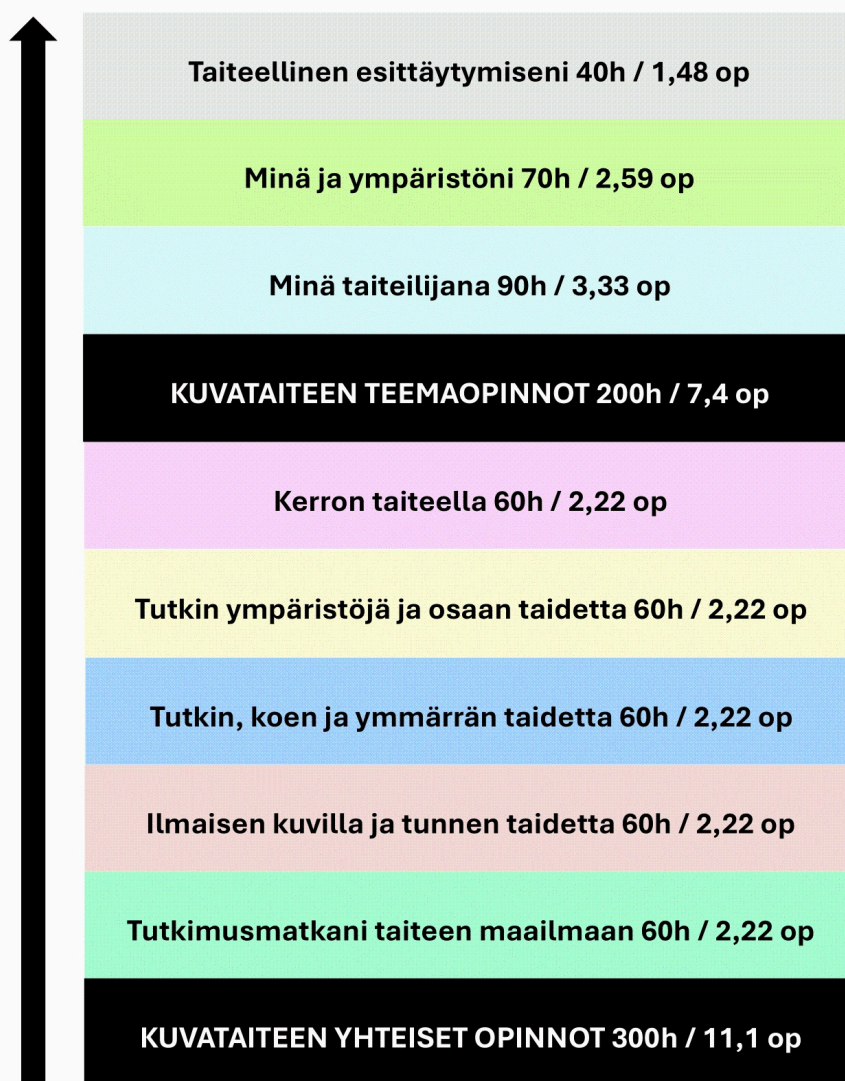 Taiteellinen esittäytymiseni 40h / 1,48 op
Minä ja ympäristöni 70h / 2,59 op
Minä taiteilijana 90h / 3,33 op
KUVATAITEEN TEEMAOPINNOT 200h / 7,4 op
Kerron taiteella 60h / 2,22 op
Tutkin ympäristöjä ja osaan taidetta 60h / 2,22 op
Tutkin, koen ja ymmärrän taidetta 60h / 2,22 op
Ilmaisen kuvilla ja tunnen taidetta 60h / 2,22 op
Tutkimusmatkani taiteen maailmaan 60h / 2,22 op
KUVATAITEEN YHTEISET OPINNOT 300h / 11,1 op